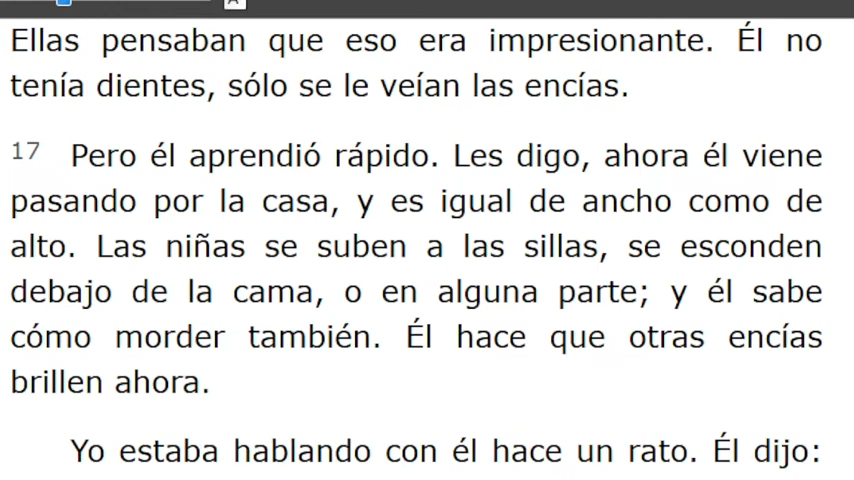 A
Ellas pensaban que eso era impresionante. Él no
tenía dientes, sólo se le veían las encías.
17 Pero él aprendió rápido. Les digo, ahora él viene
pasando por la casa, y es igual de ancho como de
alto. Las niñas se suben a las sillas, se esconden
debajo de la cama, o en alguna parte; y él sabe
cómo morder también. Él hace que otras encías
brillen ahora.
Yo estaba hablando con él hace un rato. Él dijo: